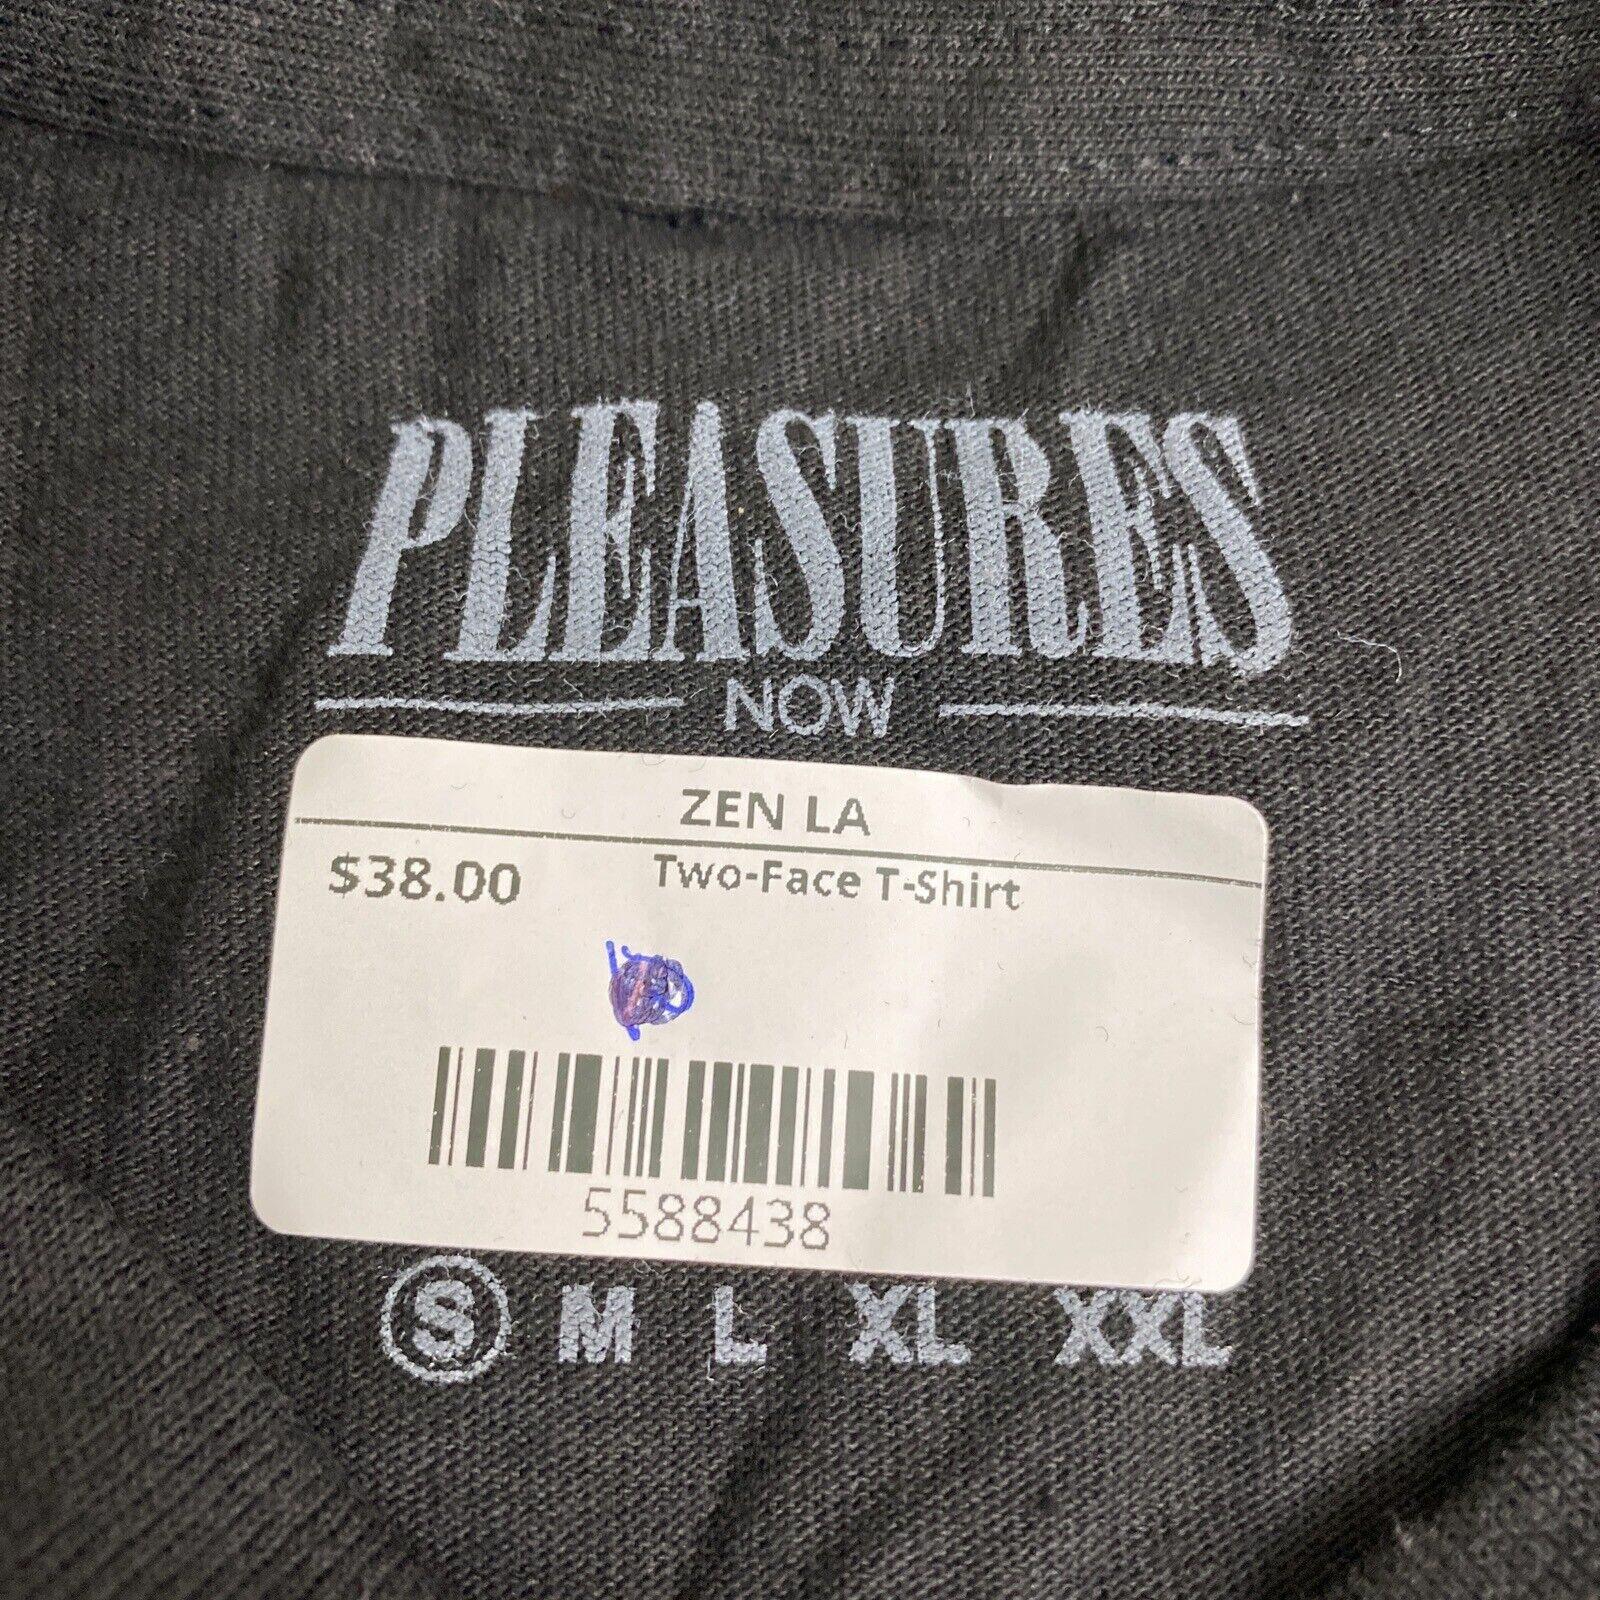 PLEASURES
NOW
ZEN LA
$38.00 Two-Face T-Shirt
5588438
S M L XL XXL